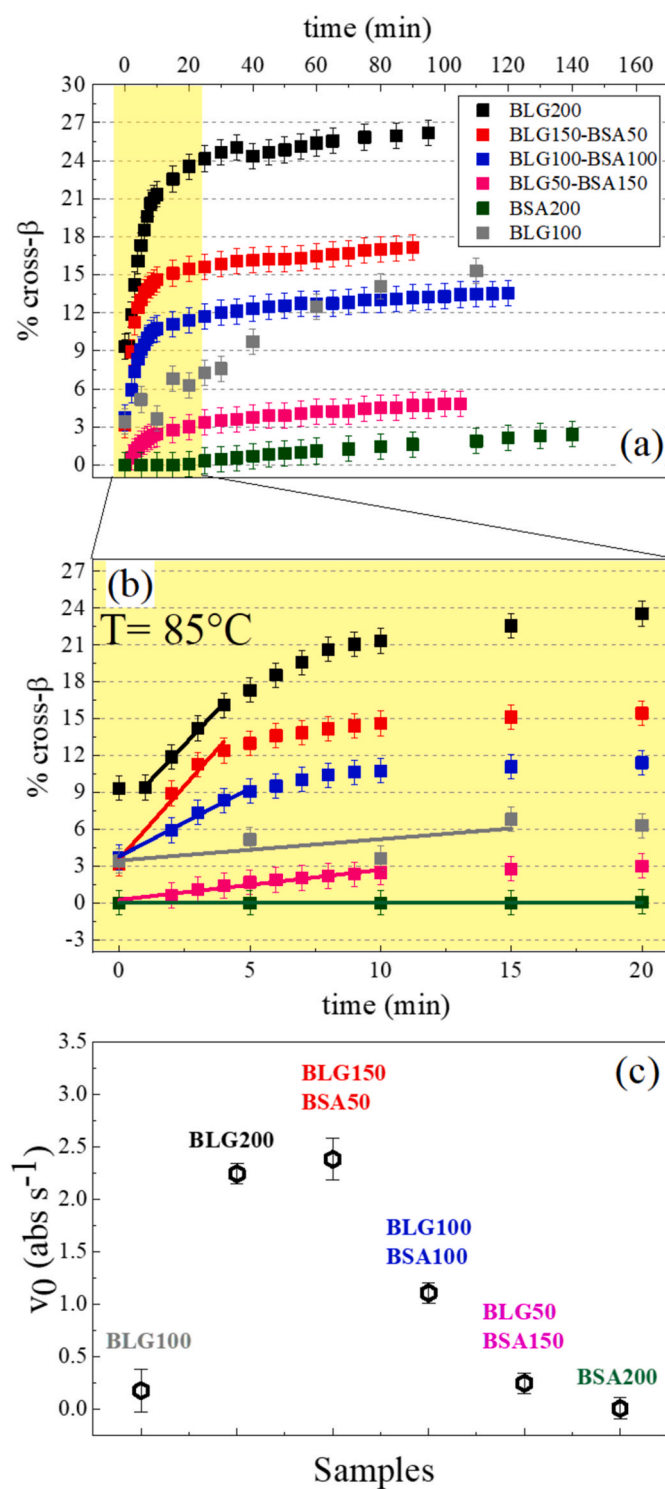 time (min)
0 20 40 60 80 100 120 140 160
30
27
24
21
18
15
12
9
6
3
0
% cross-β
BLG200
BLG150-BSA50
BLG100-BSA100
BLG50-BSA150
BSA200
BLG100
(a)
(b)
T= 85°C
27
24
21
18
15
12
9
6
3
0
-3
% cross-β
0 5 10 15 20
time (min)
3.5
3.0
2.5
2.0
1.5
1.0
0.5
0.0
v0 (abs s-1)
(c)
BLG150
BSA50
BLG200
BLG100
BSA100
BLG100
BLG50
BSA150
BSA200
Samples